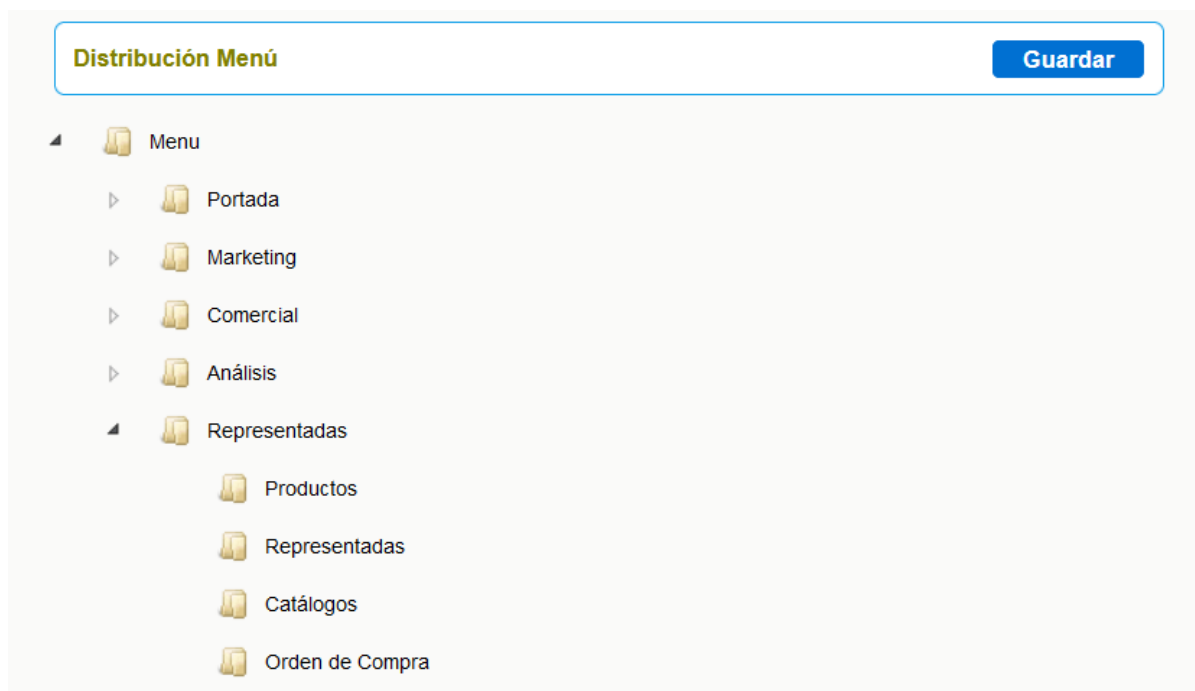 Distribución Menú
Guardar
Menu
Portada
Marketing
Comercial
Análisis
Representadas
Productos
Representadas
Catálogos
Orden de Compra